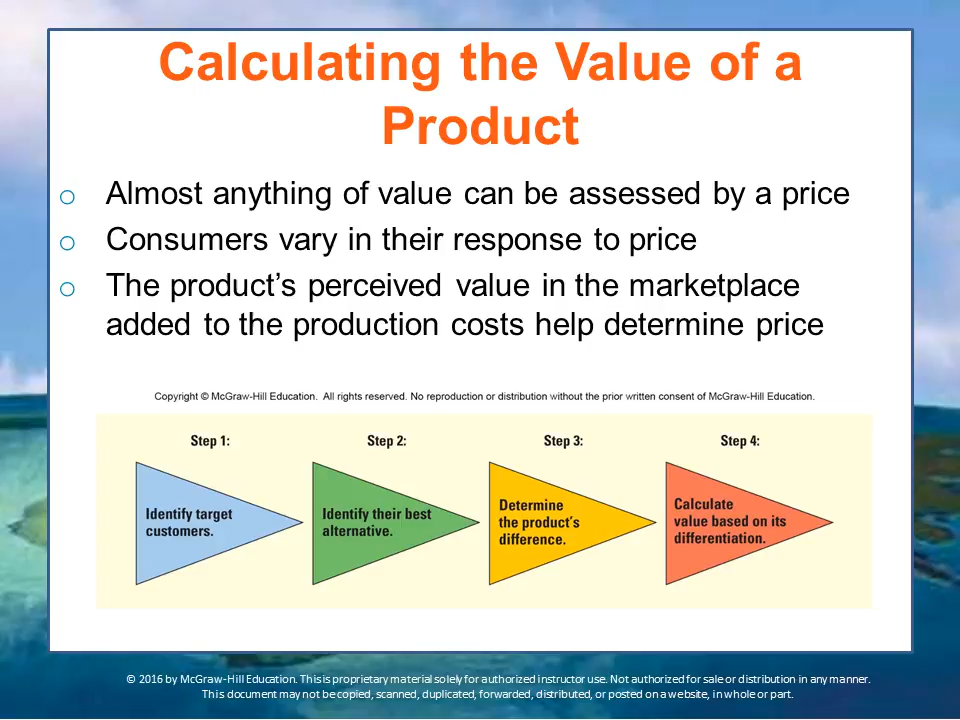 Calculating the Value of a
Product
o Almost anything of value can be assessed by a price
o Consumers vary in their response to price
o The product’s perceived value in the marketplace
added to the production costs help determine price
Copyright © McGraw-Hill Education. All rights reserved. No reproduction or distribution without the prior written consent of McGraw-Hill Education.
Step 1:
Identify target
customers.
Step 2:
Identify their best
alternative.
Step 3:
Determine
the product's
difference.
Step 4:
Calculate
value based on its
differentiation.
© 2016 by McGraw-Hill Education. This is proprietary material solely for authorized instructor use. Not authorized for sale or distribution in any manner.
This document may not be copied, scanned, duplicated, forwarded, distributed, or posted on a website, in whole or part.